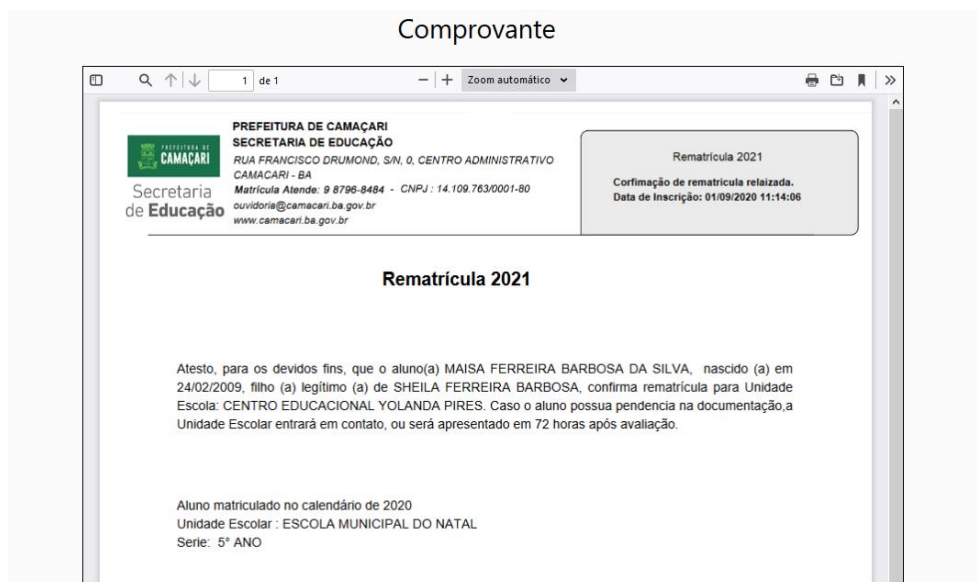 Comprovante
1 de 1
Zoom automático
PREFEITURA DE CAMAÇARI
SECRETARIA DE EDUCAÇÃO
RUA FRANCISCO DRUMOND, S/N, 0, CENTRO ADMINISTRATIVO
CAMACARI - BA
Matrícula Atende: 9 8796-8484 - CNPJ : 14.109.763/0001-80
ouvidoria@camacari.ba.gov.br
www.camacari.ba.gov.br
PREFEITURA DE
CAMAÇARI
Secretaria
de Educação
Rematrícula 2021
Corfimação de rematricula relaizada.
Data de Inscrição: 01/09/2020 11:14:06
Rematrícula 2021
Atesto, para os devidos fins, que o aluno(a) MAISA FERREIRA BARBOSA DA SILVA, nascido (a) em
24/02/2009, filho (a) legítimo (a) de SHEILA FERREIRA BARBOSA, confirma rematrícula para Unidade
Escola: CENTRO EDUCACIONAL YOLANDA PIRES. Caso o aluno possua pendencia na documentação,a
Unidade Escolar entrará em contato, ou será apresentado em 72 horas após avaliação.
Aluno matriculado no calendário de 2020
Unidade Escolar : ESCOLA MUNICIPAL DO NATAL
Serie: 5° ANO